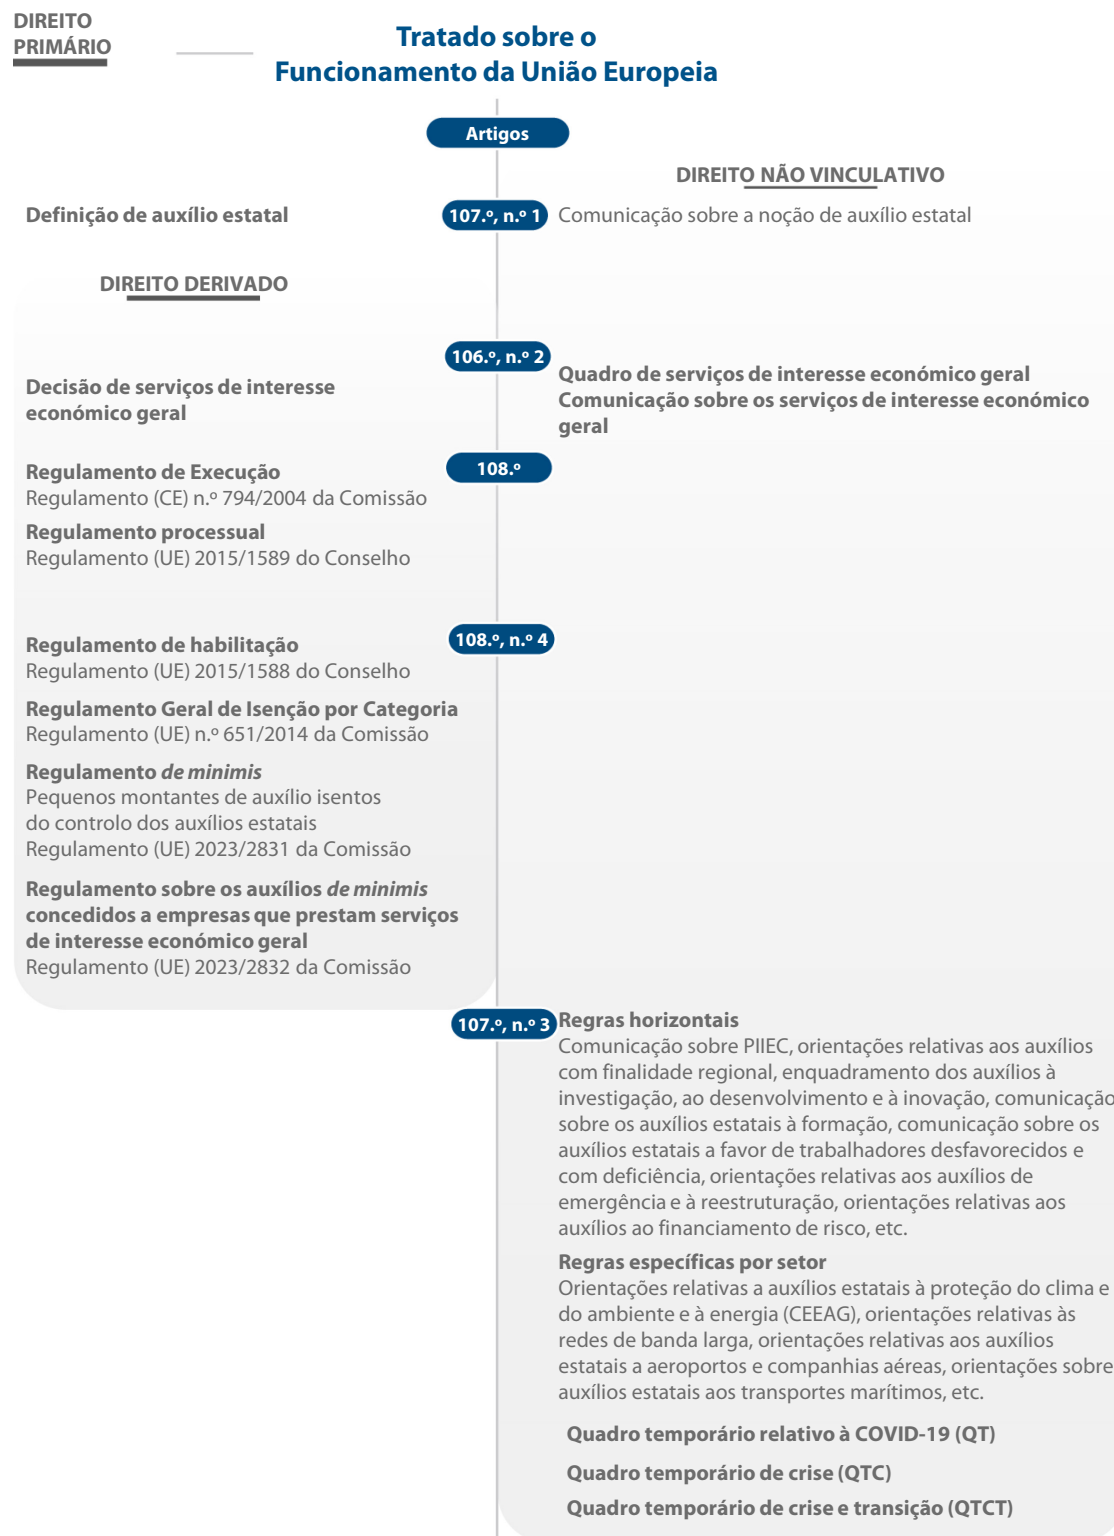 DIREITO
PRIMÁRIO
Tratado sobre o
Funcionamento da União Europeia
Artigos
DIREITO NÃO VINCULATIVO
Definição de auxílio estatal
107.º, n.º 1
Comunicação sobre a noção de auxílio estatal
DIREITO DERIVADO
106.º, n.º 2
Decisão de serviços de interesse
económico geral
Quadro de serviços de interesse económico geral
Comunicação sobre os serviços de interesse económico
geral
108.º
Regulamento de Execução
Regulamento (CE) n.º 794/2004 da Comissão
Regulamento processual
Regulamento (UE) 2015/1589 do Conselho
108.º, n.º 4
Regulamento de habilitação
Regulamento (UE) 2015/1588 do Conselho
Regulamento Geral de Isenção por Categoria
Regulamento (UE) n.º 651/2014 da Comissão
Regulamento de minimis
Pequenos montantes de auxílio isentos
do controlo dos auxílios estatais
Regulamento (UE) 2023/2831 da Comissão
Regulamento sobre os auxílios de minimis
concedidos a empresas que prestam serviços
de interesse económico geral
Regulamento (UE) 2023/2832 da Comissão
107.º, n.º 3
Regras horizontais
Comunicação sobre PIIEC, orientações relativas aos auxílios
com finalidade regional, enquadramento dos auxílios à
investigação, ao desenvolvimento e à inovação, comunicação
sobre os auxílios estatais à formação, comunicação sobre os
auxílios estatais a favor de trabalhadores desfavorecidos e
com deficiência, orientações relativas aos auxílios de
emergência e à reestruturação, orientações relativas aos
auxílios ao financiamento de risco, etc.
Regras específicas por setor
Orientações relativas a auxílios estatais à proteção do clima e
do ambiente e à energia (CEEAG), orientações relativas às
redes de banda larga, orientações relativas aos auxílios
estatais a aeroportos e companhias aéreas, orientações sobre
auxílios estatais aos transportes marítimos, etc.
Quadro temporário relativo à COVID-19 (QT)
Quadro temporário de crise (QTC)
Quadro temporário de crise e transição (QTCT)